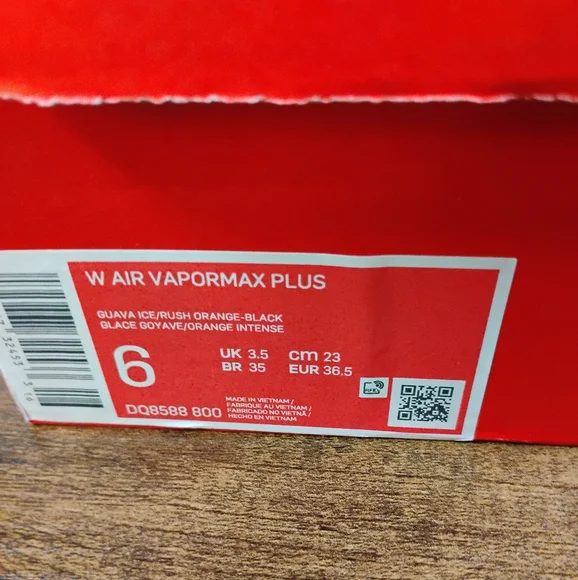 W AIR VAPORMAX PLUS
GUAVA ICE/RUSH ORANGE-BLACK
GLACE GOYAVE/ORANGE INTENSE
6
UK 3.5 cm 23
BR 35 EUR 36.5
DQ8588 800
MADE IN VIETNAM /
FABRIQUE AU VIETNAM /
FABRICADO NO VIETNÃ /
HECHO EN VIETNAM